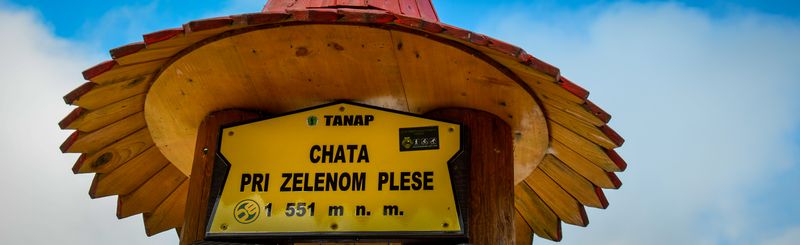 TANAP
CHATA
PRI ZELENOM PLESE
1 551 m n. m.